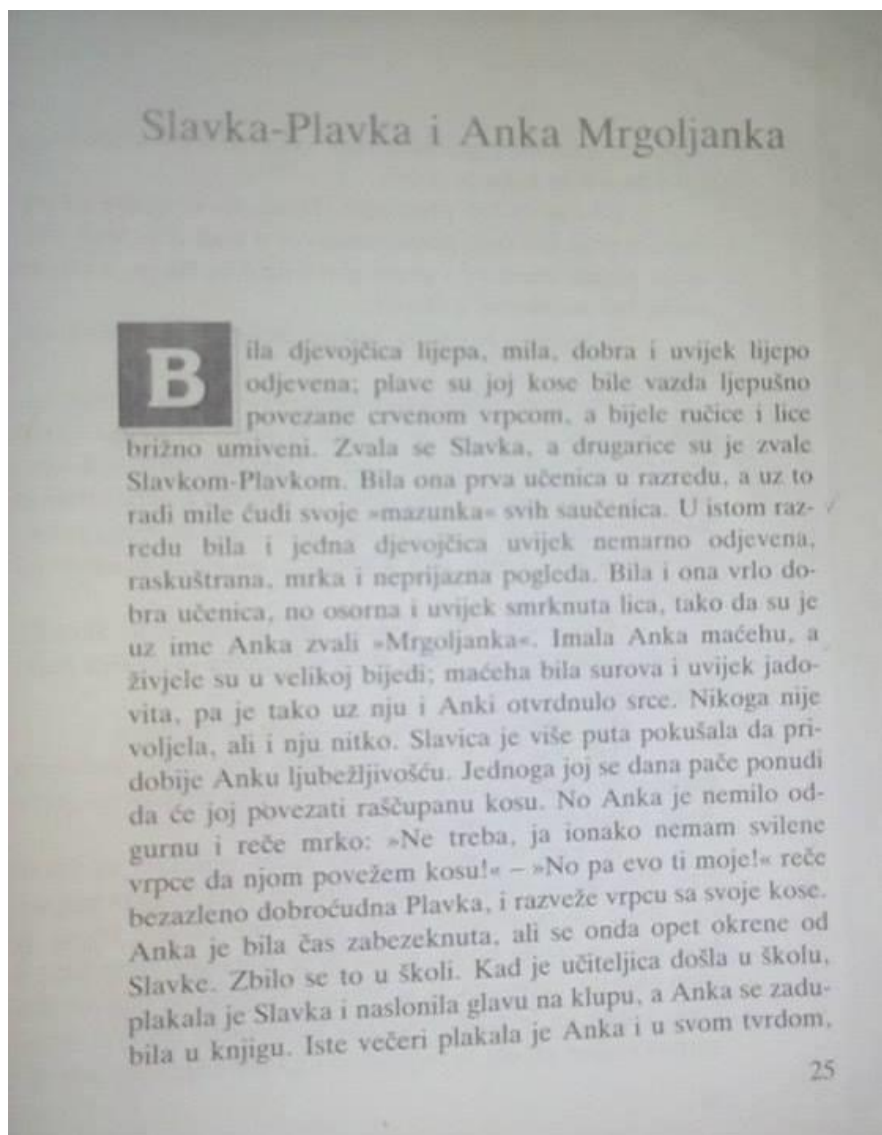 Slavka-Plavka i Anka Mrgoljanka
Bila djevojčica lijepa, mila, dobra i uvijek lijepo
odjevena; plave su joj kose bile vazda ljepušno
povezane crvenom vrpcom, a bijele ručice i lice
brižno umiveni. Zvala se Slavka, a drugarice su je zvale
Slavkom-Plavkom. Bila ona prva učenica u razredu, a uz to
radi mile ćudi svoje »mazunka« svih saučenica. U istom raz-
redu bila i jedna djevojčica uvijek nemarno odjevena,
raskuštrana, mrka i neprijazna pogleda. Bila i ona vrlo do-
bra učenica, no osorna i uvijek smrknuta lica, tako da su je
uz ime Anka zvali »Mrgoljanka«. Imala Anka maćehu, a
živjele su u velikoj bijedi; maćeha bila surova i uvijek jado-
vita, pa je tako uz nju i Anki otvrdnulo srce. Nikoga nije
voljela, ali i nju nitko. Slavica je više puta pokušala da pri-
dobije Anku ljubežljivošću. Jednoga joj se dana pače ponudi
da će joj povezati raščupanu kosu. No Anka je nemilo od-
gurnu i reče mrko: »Ne treba, ja ionako nemam svilene
vrpce da njom povežem kosu!« – »No pa evo ti moje!« reče
bezazleno dobroćudna Plavka, i razveže vrpcu sa svoje kose.
Anka je bila čas zabezeknuta, ali se onda opet okrene od
Slavke. Zbilo se to u školi. Kad je učiteljica došla u školu,
plakala je Slavka i naslonila glavu na klupu, a Anka se zadu-
bila u knjigu. Iste večeri plakala je Anka i u svom tvrdom,
25